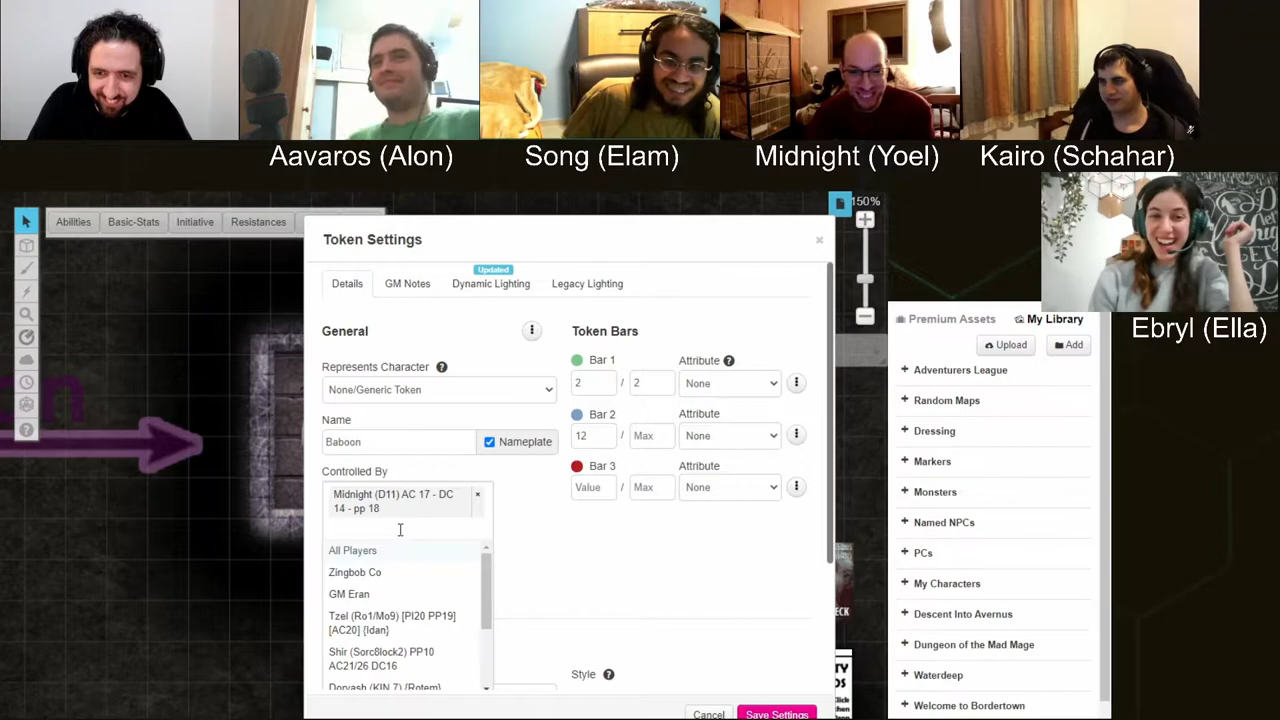 Aavaros (Alon)
Song (Elam)
Midnight (Yoel)
Kairo (Schahar)
Ebryl (Ella)
Abilities
Basic-Stats
Initiative
Resistances
150%
Token Settings
×
Details
GM Notes
Updated
Dynamic Lighting
Legacy Lighting
General
Represents Character ?
None/Generic Token
Name
Baboon
Nameplate
Controlled By
Midnight (D11) AC 17 - DC
14 - pp 18
×
All Players
Zingbob Co
GM Eran
Tzel (Ro1/Mo9) [PI20 PP19]
[AC20] {Idan}
Shir (Sorc8lock2) PP10
AC21/26 DC16
Doryash (KIN 7) {Rotem}
Token Bars
Bar 1
Attribute ?
2 / 2
None
Bar 2
Attribute
12 / Max
None
Bar 3
Attribute
Value / Max
None
Style ?
Cancel
Save Settings
Premium Assets
My Library
Upload
Add
+ Adventurers League
+ Random Maps
+ Dressing
+ Markers
+ Monsters
+ Named NPCs
+ PCs
+ My Characters
+ Descent Into Avernus
+ Dungeon of the Mad Mage
+ Waterdeep
+ Welcome to Bordertown